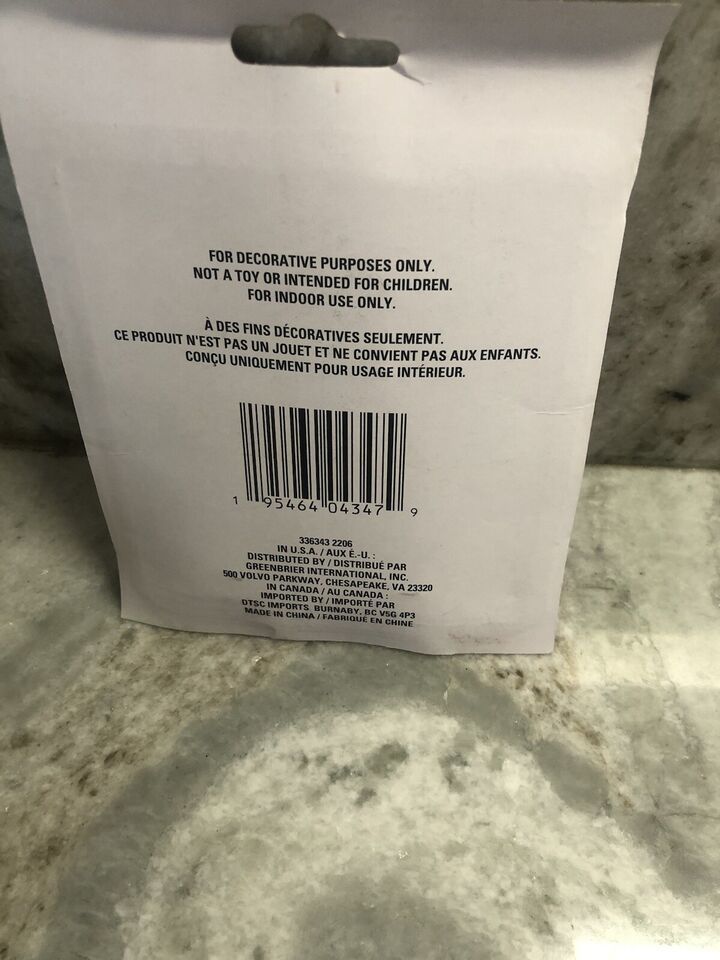 FOR DECORATIVE PURPOSES ONLY.
NOT A TOY OR INTENDED FOR CHILDREN.
FOR INDOOR USE ONLY.
À DES FINS DÉCORATIVES SEULEMENT.
CE PRODUIT N'EST PAS UN JOUET ET NE CONVIENT PAS AUX ENFANTS.
CONÇU UNIQUEMENT POUR USAGE INTÉRIEUR.
1 95464 04347 9
336343 2206
IN U.S.A. / AUX É.-U. :
DISTRIBUTED BY / DISTRIBUÉ PAR
GREENBRIER INTERNATIONAL, INC.
500 VOLVO PARKWAY, CHESAPEAKE, VA 23320
IN CANADA / AU CANADA :
IMPORTED BY / IMPORTÉ PAR
DTSC IMPORTS BURNABY, BC V5G 4P3
MADE IN CHINA / FABRIQUÉ EN CHINE